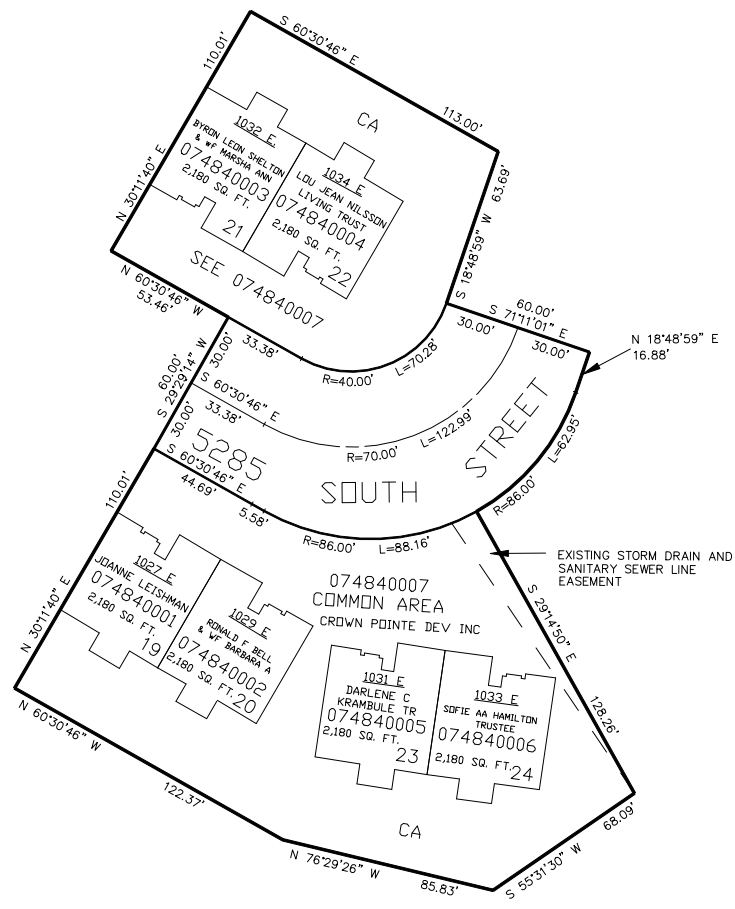 S 60°30'46" E
110.01'
113.00'
CA
1032 E
BYRON LEON SHELTON
& WF MARSHA ANN
074840003
2,180 SQ. FT.
21
1034 E
LOU JEAN NILSSON
LIVING TRUST
074840004
2,180 SQ. FT.
22
N 30°11'40" E
S 18°48'59" W 63.69'
SEE 074840007
N 60°30'46" W
53.46'
60.00'
S 71°11'01" E
30.00'
30.00'
N 18°48'59" E
16.88'
33.38'
R=40.00'
L=70.28'
60.00'
S 29°29'14" W
30.00'
30.00'
S 60°30'46" E
33.38'
R=70.00'
L=122.99'
L=62.95'
R=86.00'
5285
SOUTH
STREET
S 60°30'46" E
44.69'
5.58'
R=86.00'
L=88.16'
110.01'
EXISTING STORM DRAIN AND
SANITARY SEWER LINE
EASEMENT
074840007
COMMON AREA
CROWN POINTE DEV INC
S 29°14'50" E
128.26'
1027 E
JOANNE LEISHMAN
074840001
2,180 SQ. FT.
19
1029 E
RONALD F BELL
& WF BARBARA A
074840002
2,180 SQ. FT.
20
N 30°11'40" E
1031 E
DARLENE C
KRAMBULE TR
074840005
2,180 SQ. FT.
23
1033 E
SOFIE AA HAMILTON
TRUSTEE
074840006
2,180 SQ. FT.
24
N 60°30'46" W
122.37'
CA
N 76°29'26" W
85.83'
S 55°31'30" W
68.09'